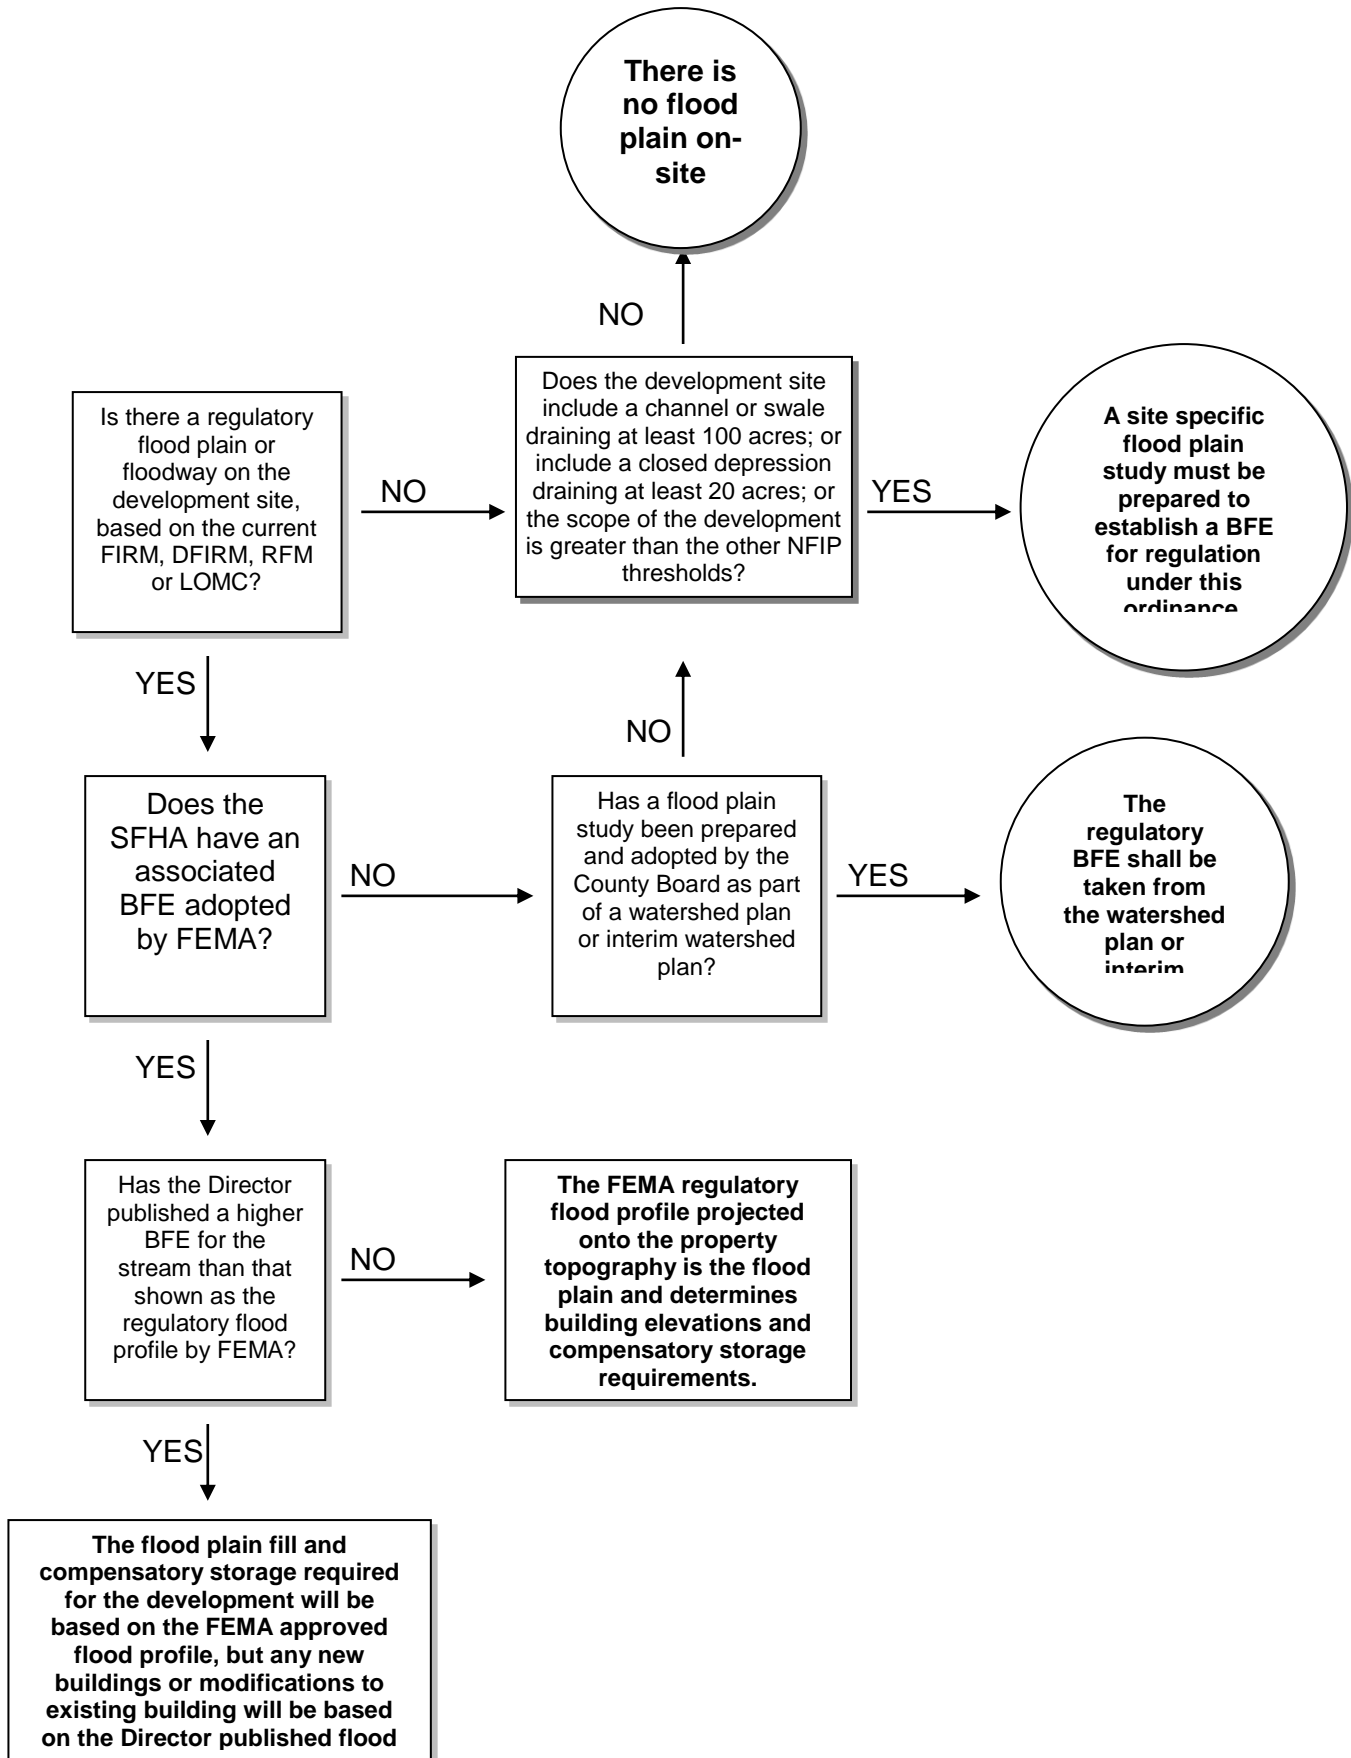 There is
no flood
plain on-
site
NO
Is there a regulatory
flood plain or
floodway on the
development site,
based on the current
FIRM, DFIRM, RFM
or LOMC?
NO
Does the development site
include a channel or swale
draining at least 100 acres; or
include a closed depression
draining at least 20 acres; or
the scope of the development
is greater than the other NFIP
thresholds?
YES
A site specific
flood plain
study must be
prepared to
establish a BFE
for regulation
under this
ordinance
YES
NO
Does the
SFHA have an
associated
BFE adopted
by FEMA?
NO
Has a flood plain
study been prepared
and adopted by the
County Board as part
of a watershed plan
or interim watershed
plan?
YES
The
regulatory
BFE shall be
taken from
the watershed
plan or
interim
YES
Has the Director
published a higher
BFE for the
stream than that
shown as the
regulatory flood
profile by FEMA?
NO
The FEMA regulatory
flood profile projected
onto the property
topography is the flood
plain and determines
building elevations and
compensatory storage
requirements.
YES
The flood plain fill and
compensatory storage required
for the development will be
based on the FEMA approved
flood profile, but any new
buildings or modifications to
existing building will be based
on the Director published flood